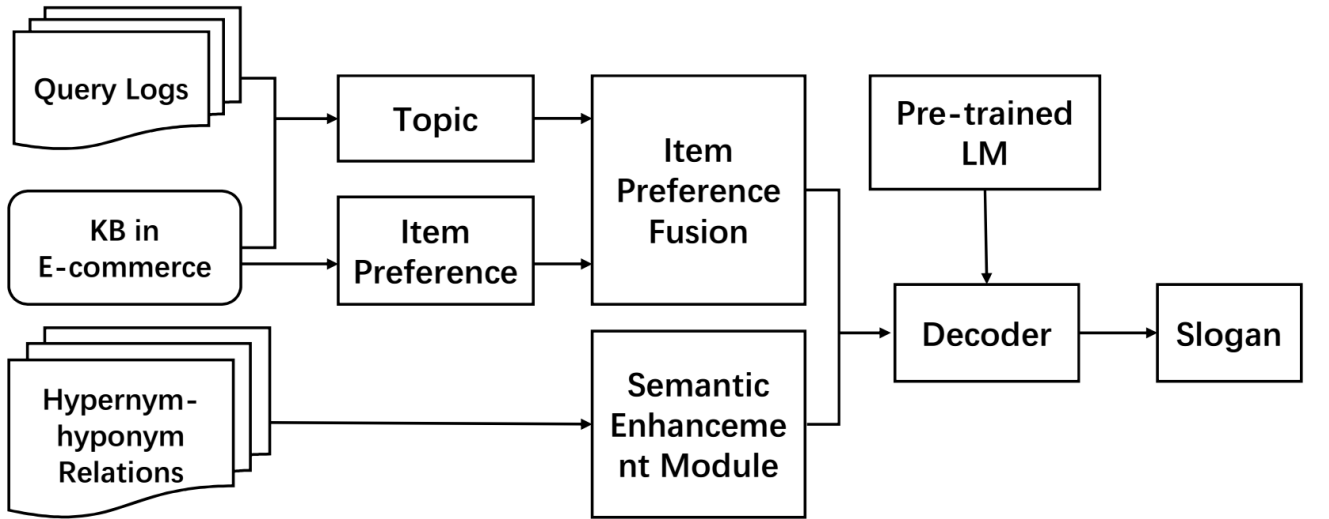 Query Logs
KB in
E-commerce
Hypernym-
hyponym
Relations
Topic
Item
Preference
Item
Preference
Fusion
Semantic
Enhanceme
nt Module
Pre-trained
LM
Decoder
Slogan